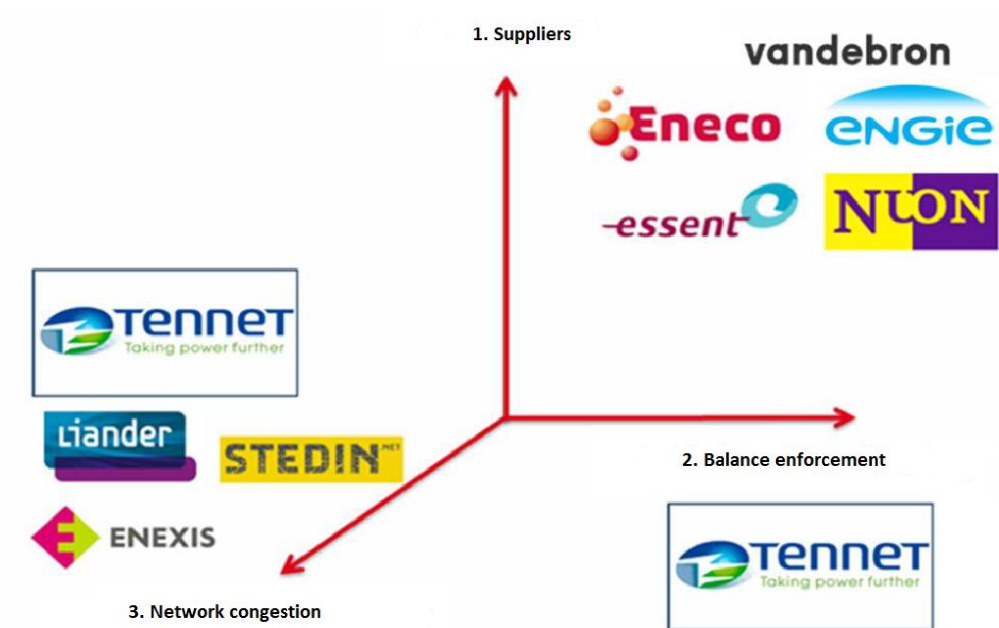 1. Suppliers
vandebron
Eneco
ENGIE
essent
NUON
TenneT
Taking power further
Liander
STEDIN.NET
ENEXIS
2. Balance enforcement
TenneT
Taking power further
3. Network congestion